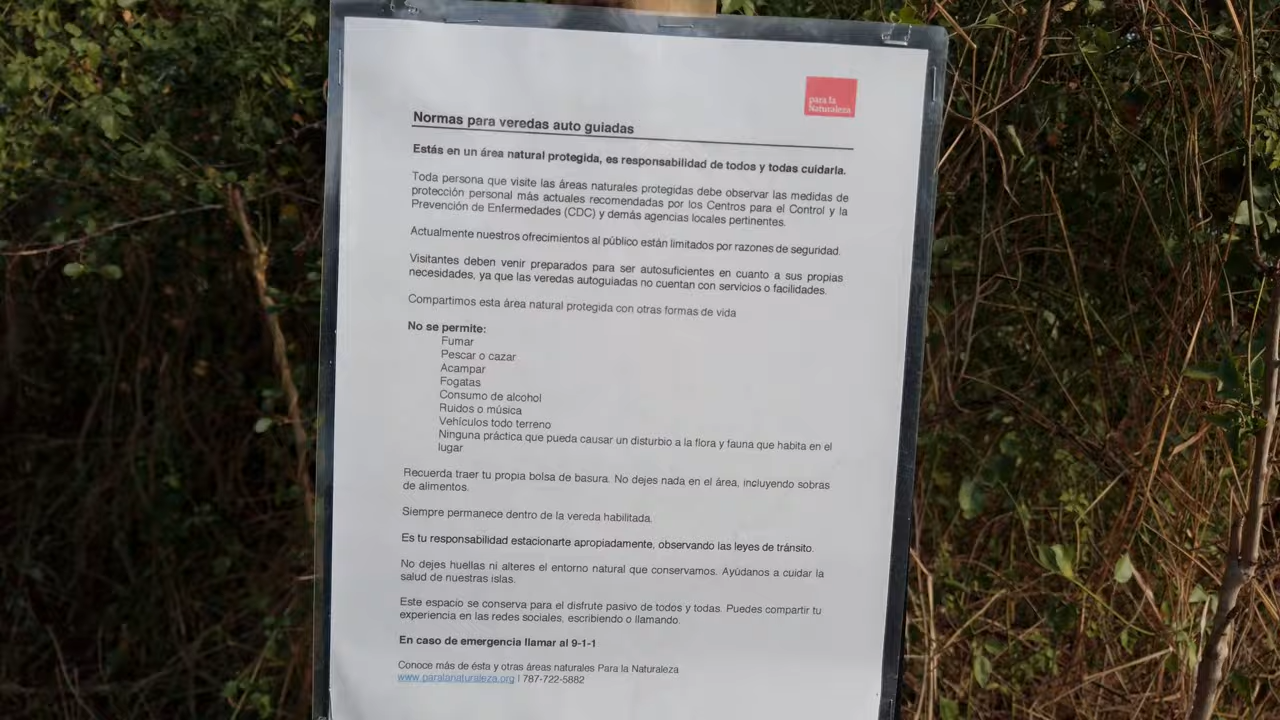 para la
Naturaleza
Normas para veredas auto guiadas
Estás en un área natural protegida, es responsabilidad de todos y todas cuidarla.
Toda persona que visite las áreas naturales protegidas debe observar las medidas de
protección personal más actuales recomendadas por los Centros para el Control y la
Prevención de Enfermedades (CDC) y demás agencias locales pertinentes.
Actualmente nuestros ofrecimientos al público están limitados por razones de seguridad.
Visitantes deben venir preparados para ser autosuficientes en cuanto a sus propias
necesidades, ya que las veredas autoguiadas no cuentan con servicios o facilidades.
Compartimos esta área natural protegida con otras formas de vida
No se permite:
Fumar
Pescar o cazar
Acampar
Fogatas
Consumo de alcohol
Ruidos o música
Vehículos todo terreno
Ninguna práctica que pueda causar un disturbio a la flora y fauna que habita en el
lugar
Recuerda traer tu propia bolsa de basura. No dejes nada en el área, incluyendo sobras
de alimentos.
Siempre permanece dentro de la vereda habilitada.
Es tu responsabilidad estacionarte apropiadamente, observando las leyes de tránsito.
No dejes huellas ni alteres el entorno natural que conservamos. Ayúdanos a cuidar la
salud de nuestras islas.
Este espacio se conserva para el disfrute pasivo de todos y todas. Puedes compartir tu
experiencia en las redes sociales, escribiendo o llamando.
En caso de emergencia llamar al 9-1-1
Conoce más de ésta y otras áreas naturales Para la Naturaleza
www.paralanaturaleza.org | 787-722-5882